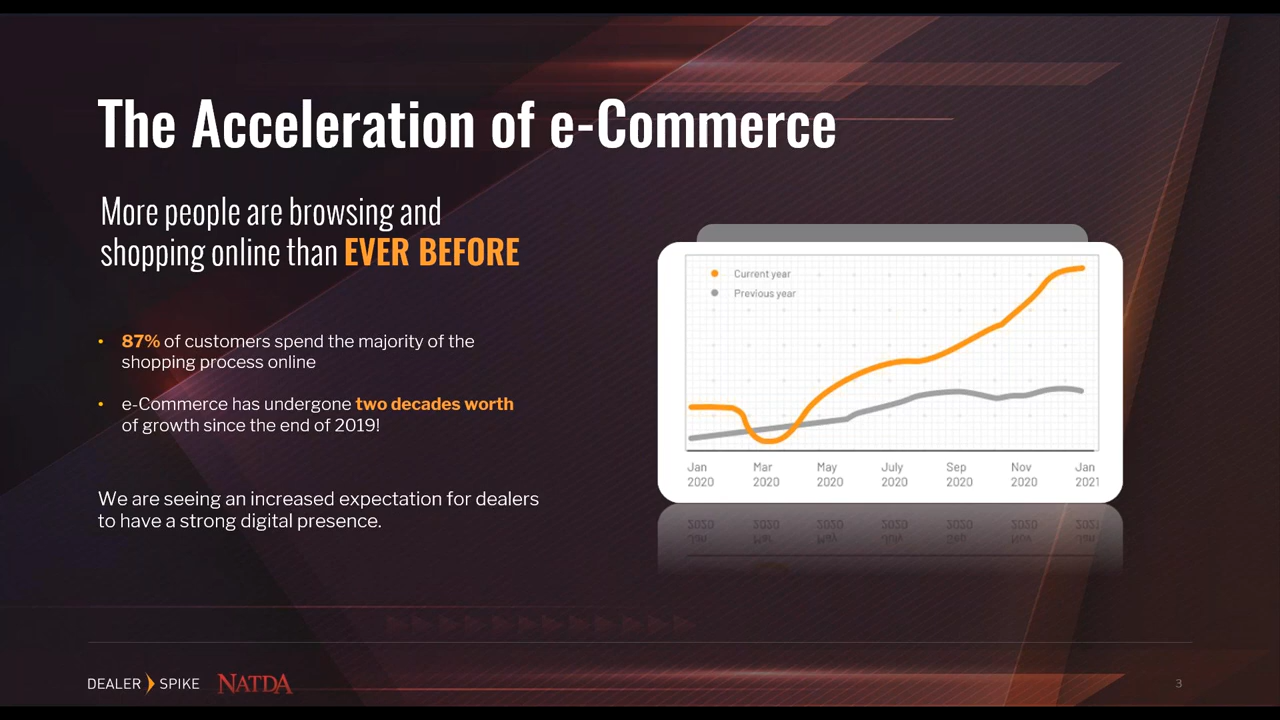 The Acceleration of e-Commerce
More people are browsing and
shopping online than EVER BEFORE
• 87% of customers spend the majority of the
shopping process online
• e-Commerce has undergone two decades worth
of growth since the end of 2019!
We are seeing an increased expectation for dealers
to have a strong digital presence.
Current year
Previous year
Jan Mar May July Sep Nov Jan
2020 2020 2020 2020 2020 2020 2021
DEALER SPIKE NATDA
3